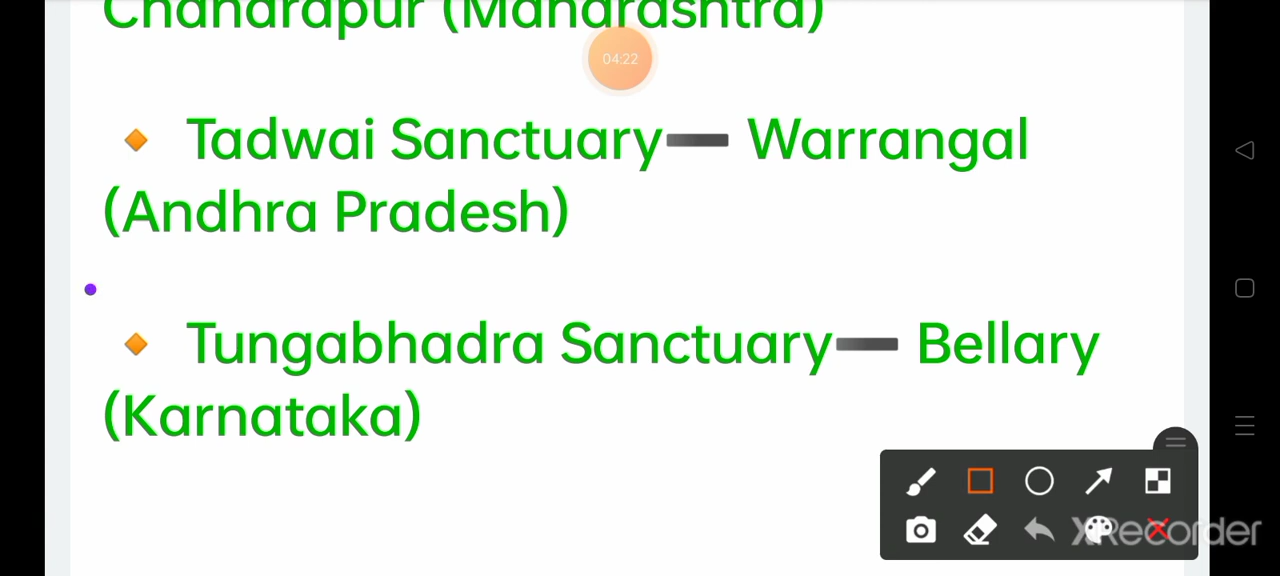 Chandrapur (Maharashtra)
04:22
🔸 Tadwai Sanctuary➖ Warrangal
(Andhra Pradesh)
🔸 Tungabhadra Sanctuary➖ Bellary
(Karnataka)
XRecorder